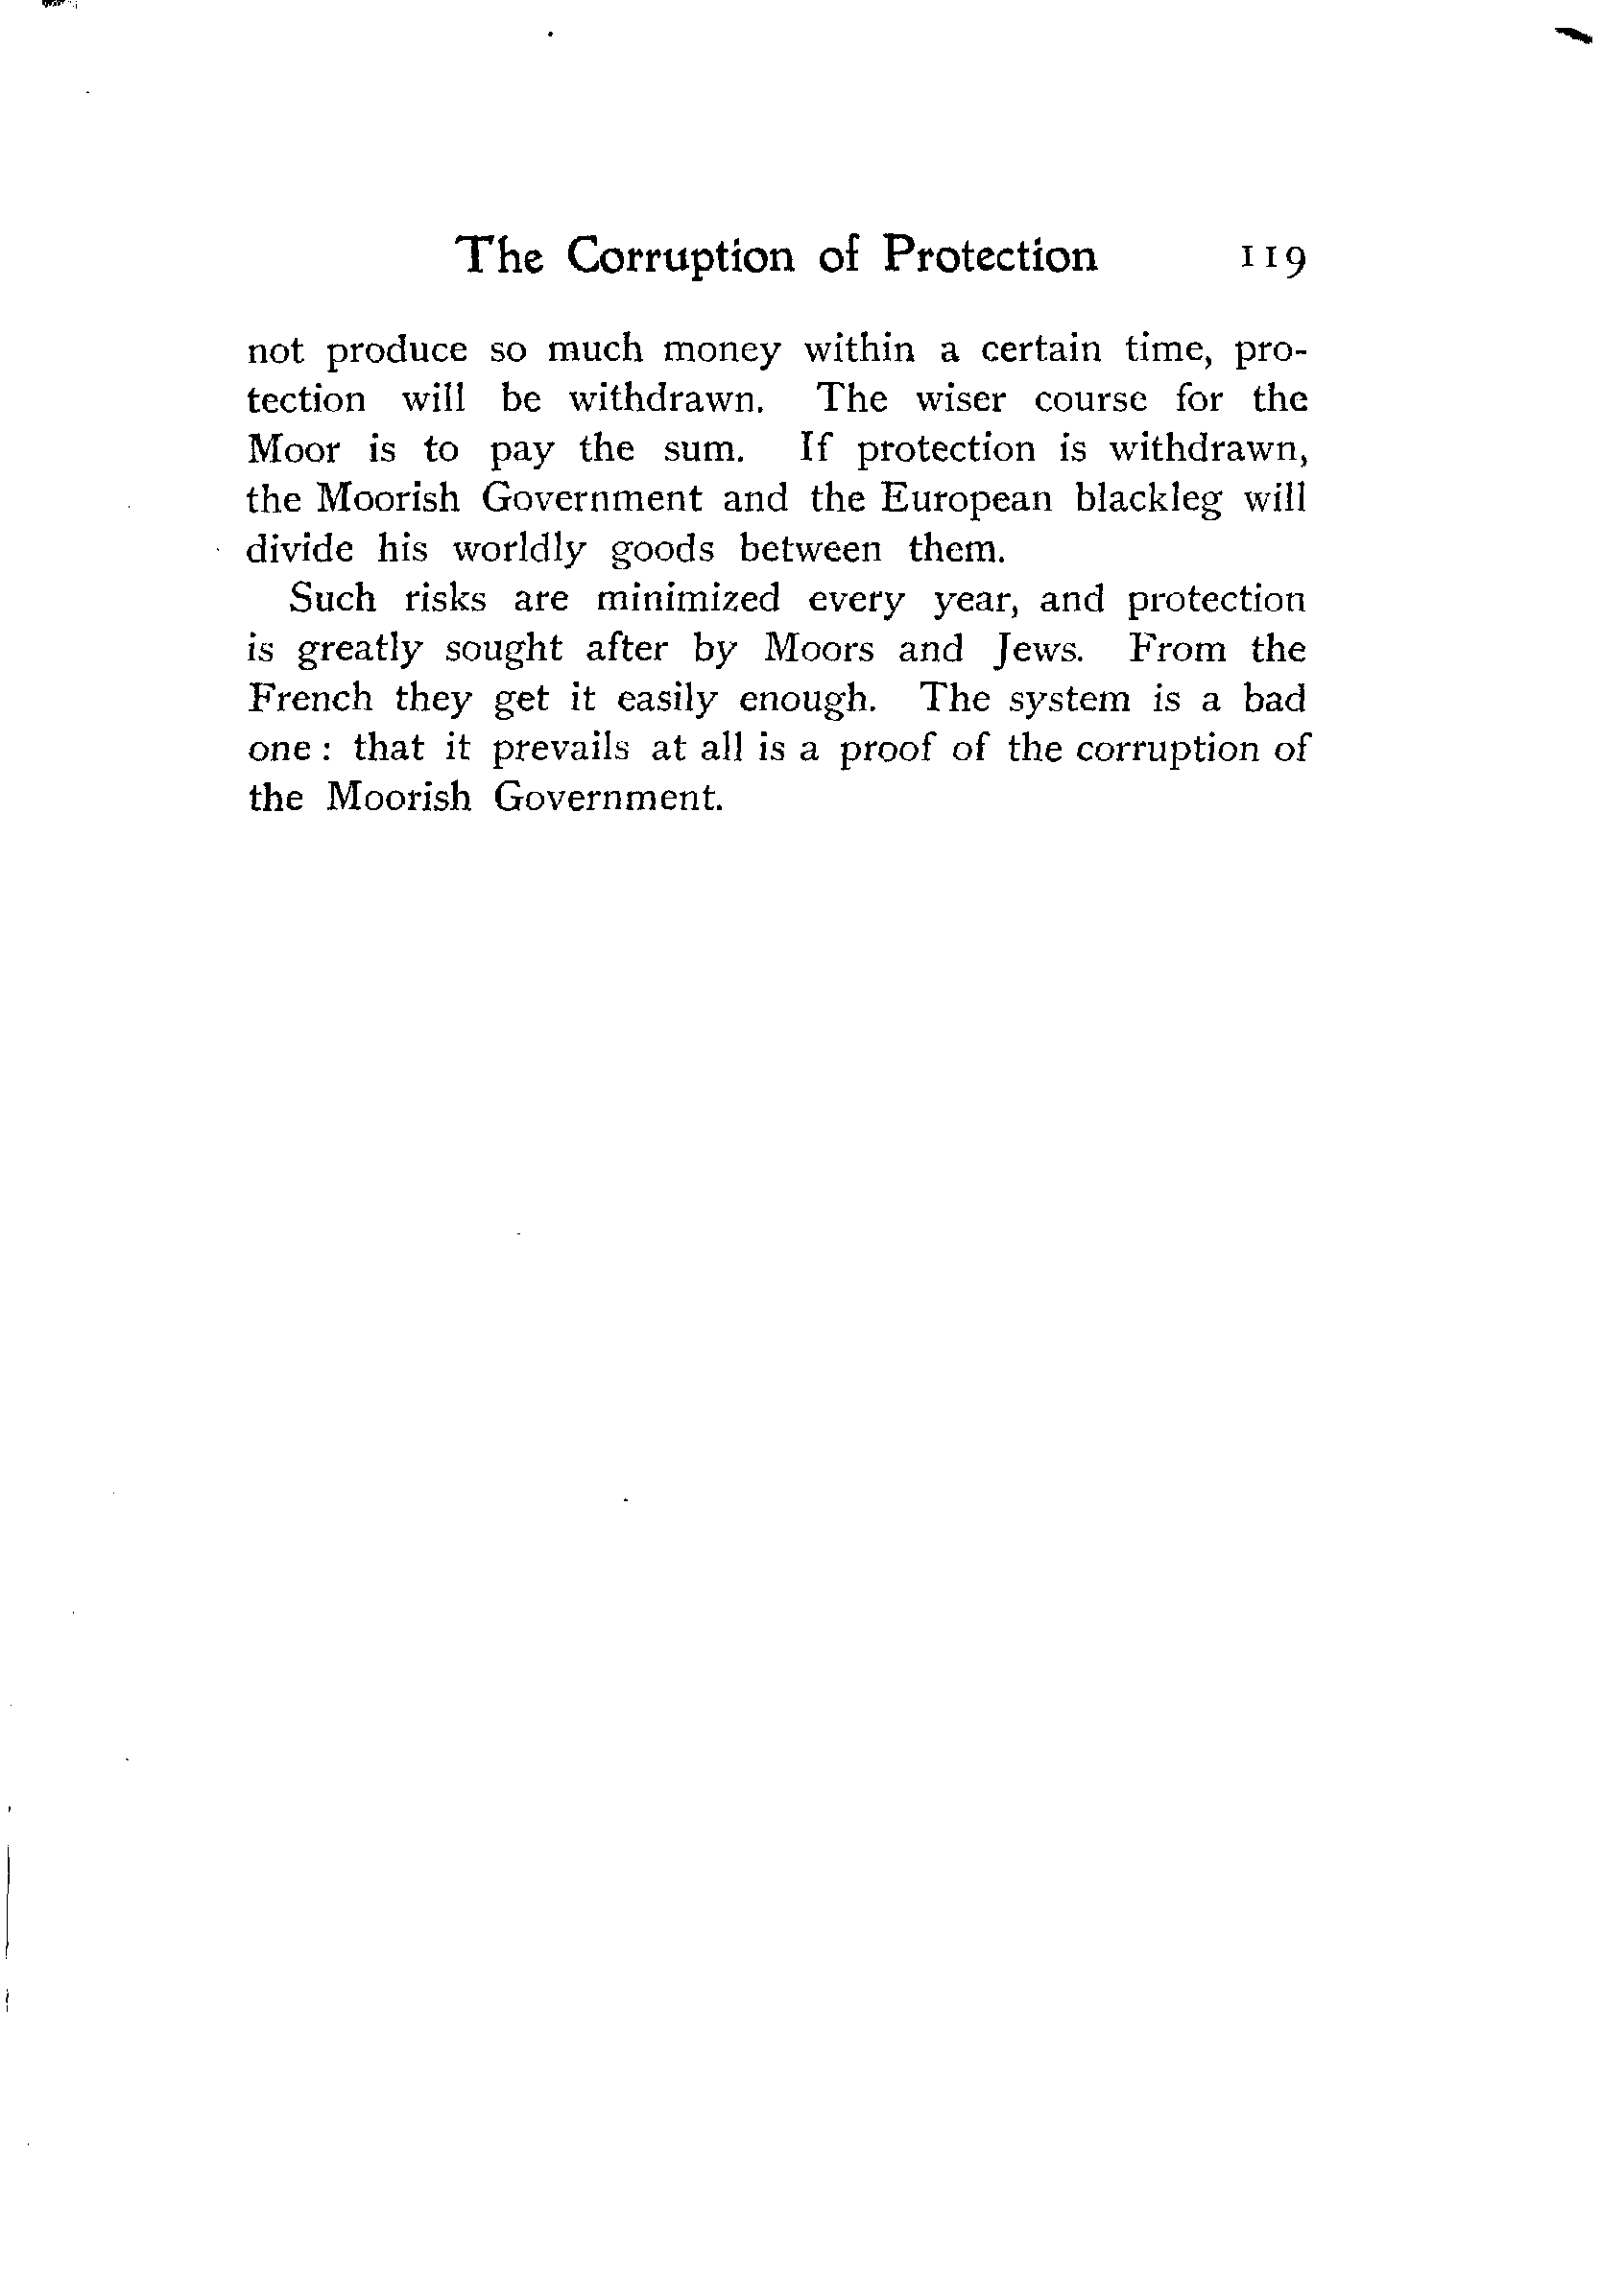 The Corruption of Protection 119
not produce so much money within a certain time, pro-
tection will be withdrawn. The wiser course for the
Moor is to pay the sum. If protection is withdrawn,
the Moorish Government and the European blackleg will
divide his worldly goods between them.
Such risks are minimized every year, and protection
is greatly sought after by Moors and Jews. From the
French they get it easily enough. The system is a bad
one : that it prevails at all is a proof of the corruption of
the Moorish Government.